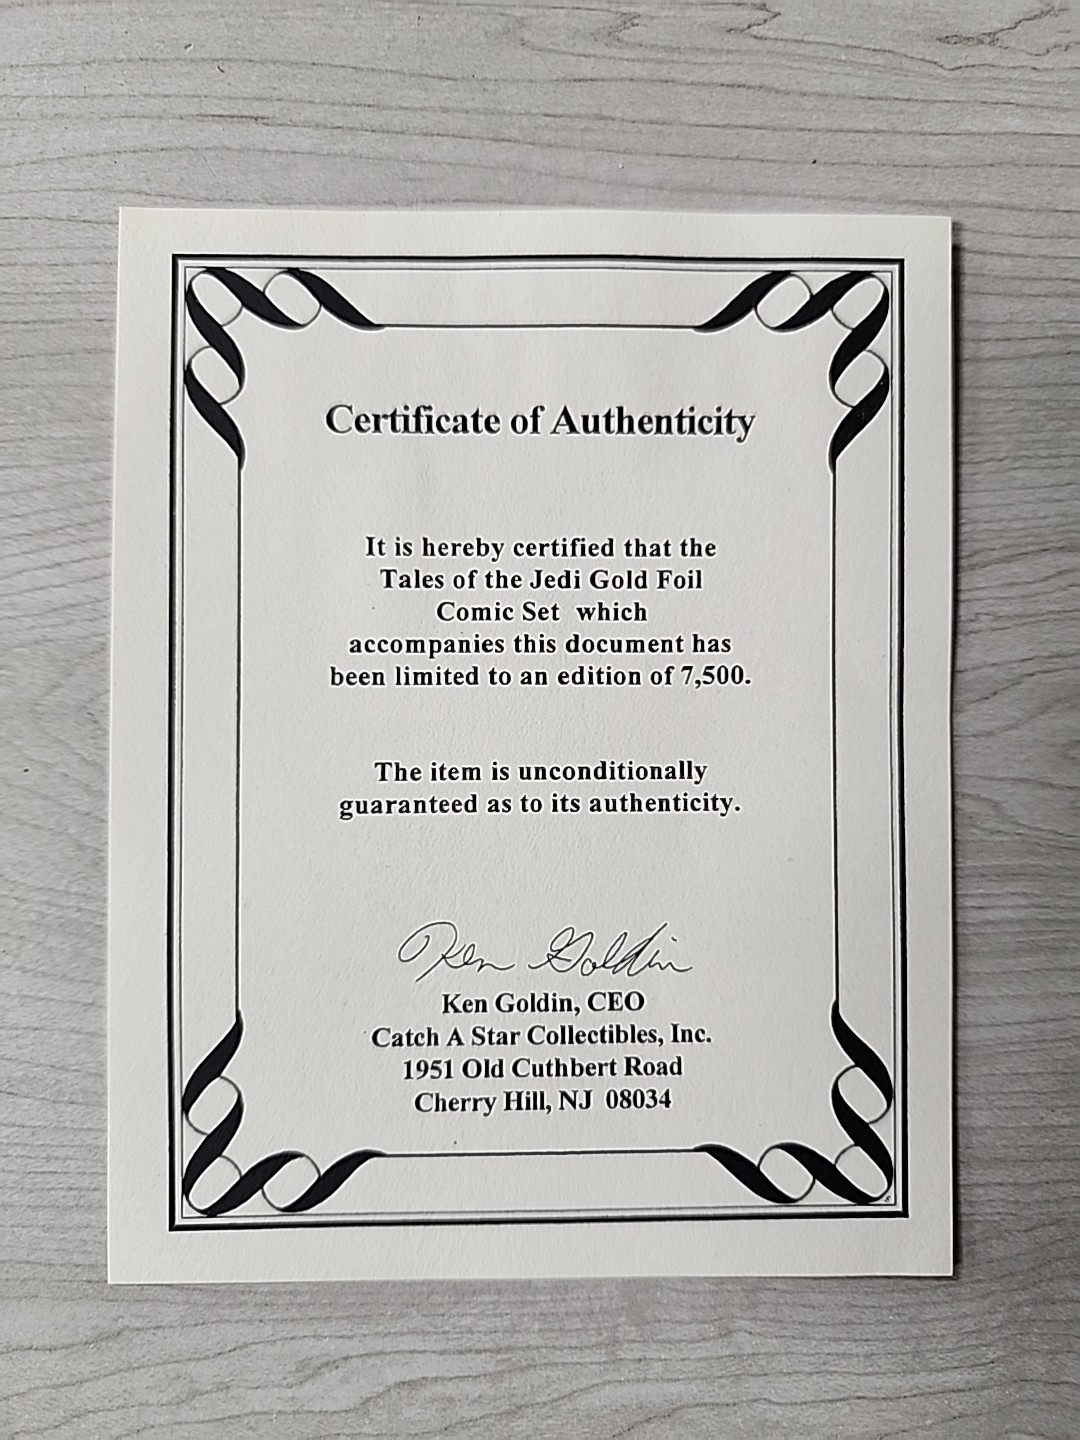 Certificate of Authenticity
It is hereby certified that the
Tales of the Jedi Gold Foil
Comic Set which
accompanies this document has
been limited to an edition of 7,500.
The item is unconditionally
guaranteed as to its authenticity.
Ken Goldin
Ken Goldin, CEO
Catch A Star Collectibles, Inc.
1951 Old Cuthbert Road
Cherry Hill, NJ 08034